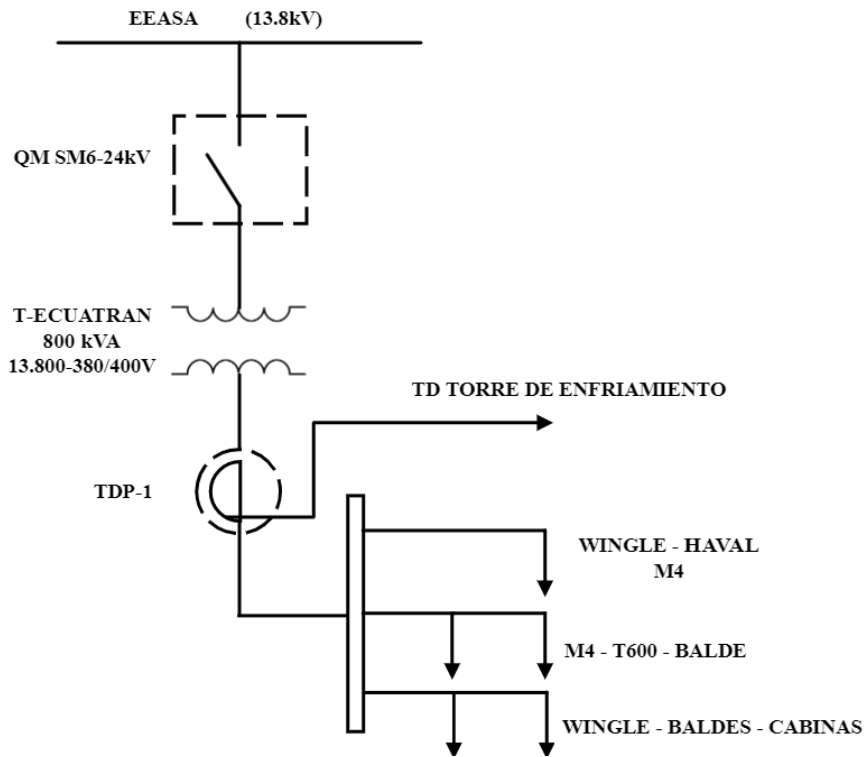 EEASA (13.8kV)
QM SM6-24kV
T-ECUATRAN
800 kVA
13.800-380/400V
TD TORRE DE ENFRIAMIENTO
TDP-1
WINGLE - HAVAL
M4
M4 - T600 - BALDE
WINGLE - BALDES - CABINAS